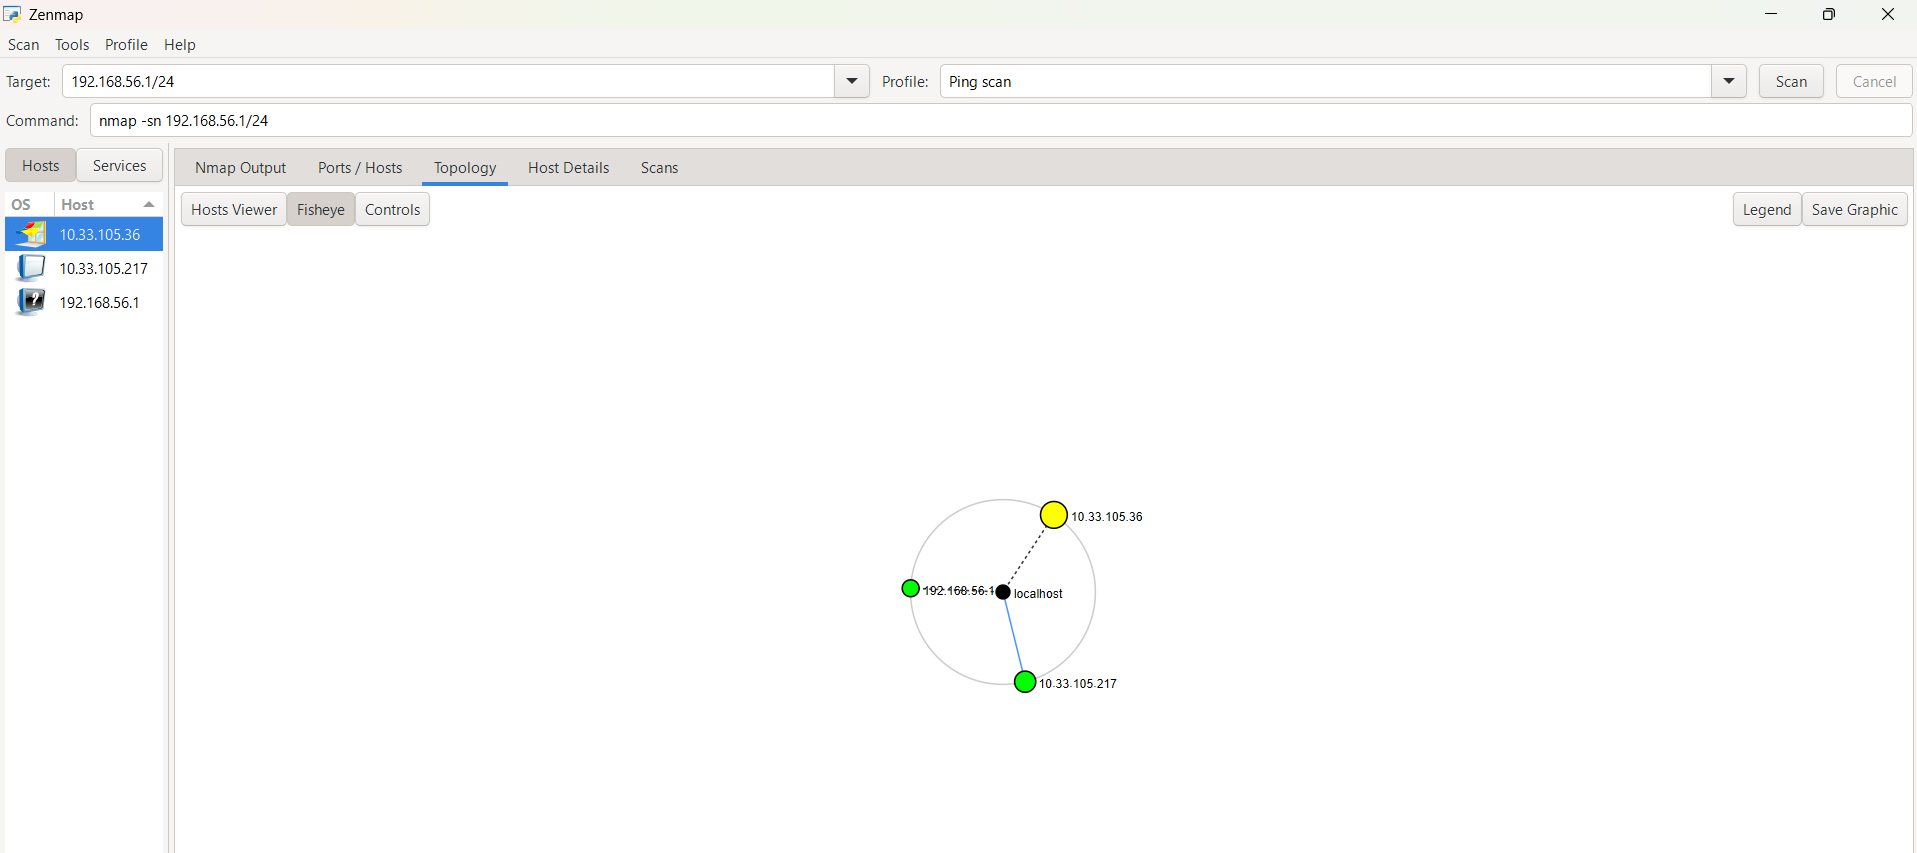 Zenmap
Scan Tools Profile Help
Target: 192.168.56.1/24 Profile: Ping scan Scan Cancel
Command: nmap -sn 192.168.56.1/24
Hosts Services
Nmap Output Ports / Hosts Topology Host Details Scans
OS Host
Hosts Viewer Fisheye Controls Legend Save Graphic
10.33.105.36
10.33.105.217
? 192.168.56.1
10.33.105.36
192.168.56.1 localhost
10.33.105.217